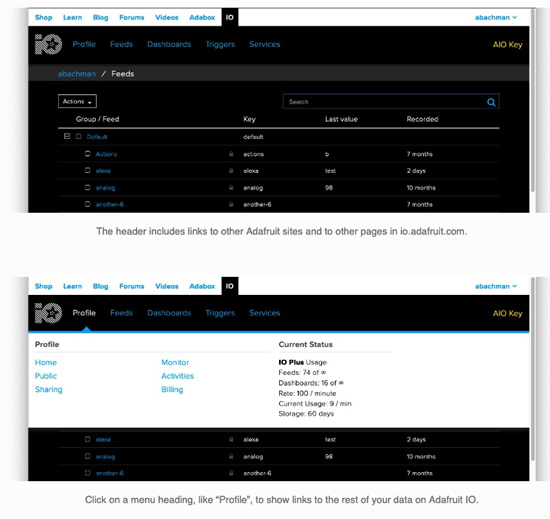 Shop Learn Blog Forums Videos Adabox IO abachman
IO Profile Feeds Dashboards Triggers Services AIO Key
abachman / Feeds
Actions Search
Group / Feed Key Last value Recorded
Default default
Actions actions b 7 months
alexa alexa test 2 days
analog analog 98 10 months
another-6 another-6 7 months
The header includes links to other Adafruit sites and to other pages in io.adafruit.com.
Shop Learn Blog Forums Videos Adabox IO abachman
IO Profile Feeds Dashboards Triggers Services AIO Key
Profile Current Status
Home Monitor IO Plus Usage
Public Activities Feeds: 74 of ∞
Sharing Billing Dashboards: 16 of ∞
Rate: 100 / minute
Current Usage: 9 / min
Storage: 60 days
alexa alexa test 2 days
analog analog 98 10 months
another-6 another-6 7 months
Click on a menu heading, like “Profile”, to show links to the rest of your data on Adafruit IO.